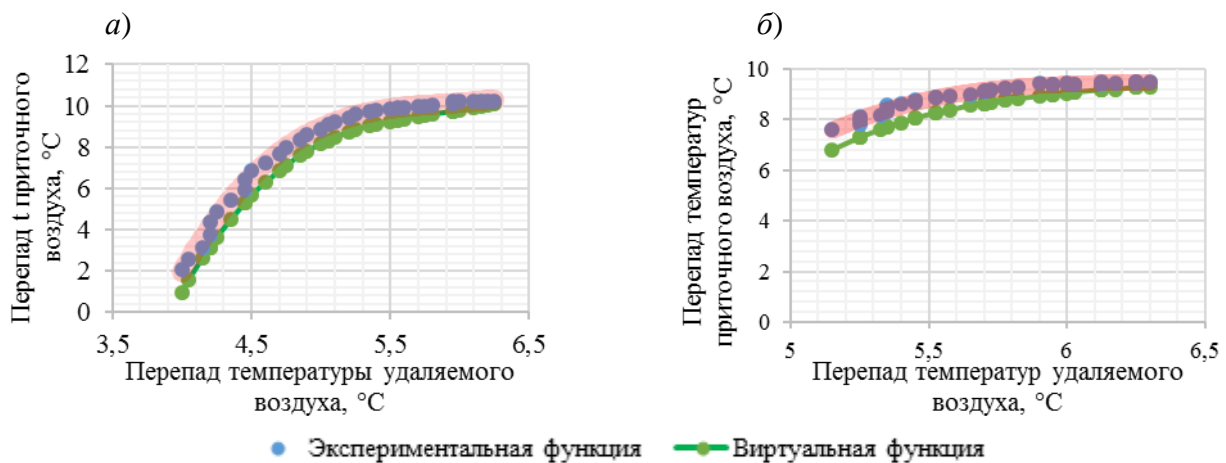 а)
12
10
8
6
4
2
0
3,5
4,5
5,5
6,5
Перепад t приточного
воздуха, °C
Перепад температуры удаляемого
воздуха, °C
б)
10
8
6
4
2
0
5
5,5
6
6,5
Перепад температур
приточного воздуха, °C
Перепад температур удаляемого
воздуха, °C
Экспериментальная функция
Виртуальная функция